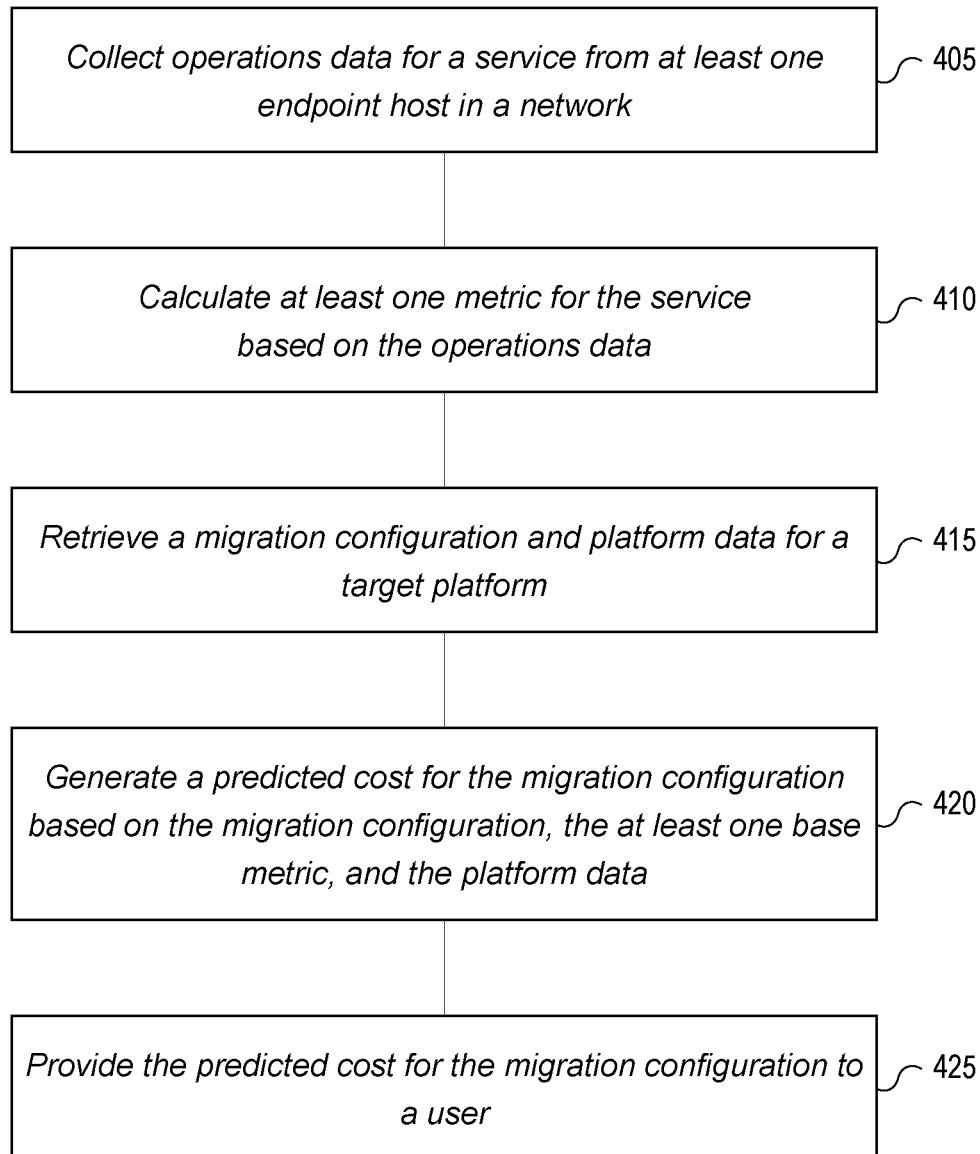 Collect operations data for a service from at least one
405
endpoint host in a network
Calculate at least one metric for the service
410
based on the operations data
Retrieve a migration configuration and platform data for a
415
target platform
Generate a predicted cost for the migration configuration
based on the migration configuration, the at least one base
420
metric, and the platform data
Provide the predicted cost for the migration configuration to
425
a user